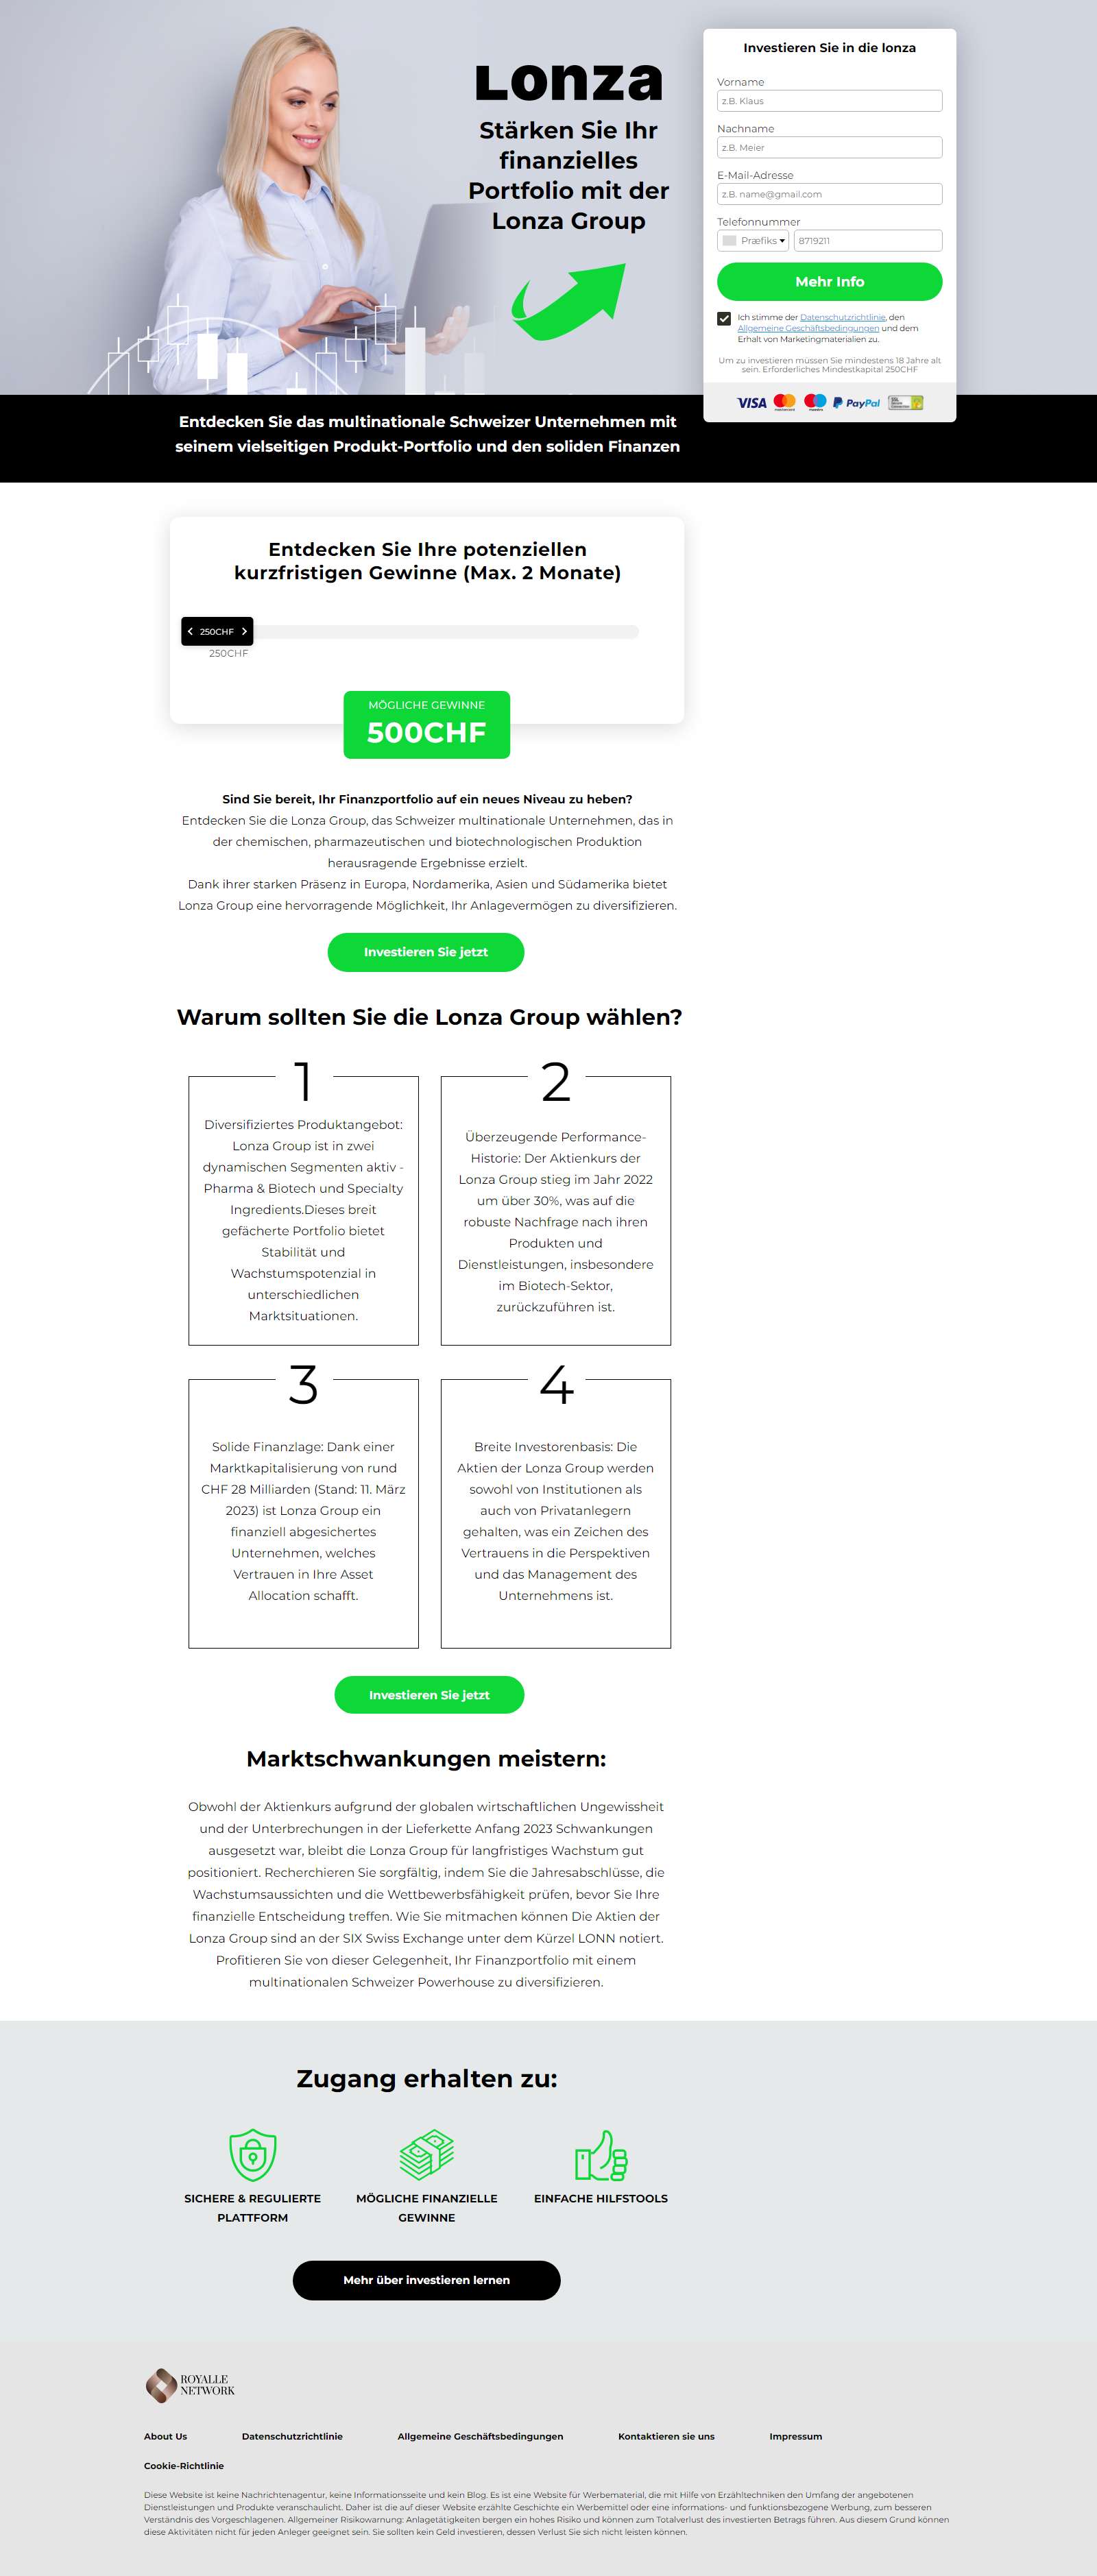 Lonza
Stärken Sie Ihr
finanzielles
Portfolio mit der
Lonza Group
Investieren Sie in die lonza
Vorname
z.B. Klaus
Nachname
z.B. Meier
E-Mail-Adresse
z.B. name@gmail.com
Telefonnummer
Præfiks 8719211
Mehr Info
Ich stimme der Datenschutzrichtlinie, den
Allgemeine Geschäftsbedingungen und dem
Erhalt von Marketingmaterialien zu.
Um zu investieren müssen Sie mindestens 18 Jahre alt
sein. Erforderliches Mindestkapital 250CHF
VISA PayPal
Entdecken Sie das multinationale Schweizer Unternehmen mit
seinem vielseitigen Produkt-Portfolio und den soliden Finanzen
Entdecken Sie Ihre potenziellen
kurzfristigen Gewinne (Max. 2 Monate)
250CHF
250CHF
MÖGLICHE GEWINNE
500CHF
Sind Sie bereit, Ihr Finanzportfolio auf ein neues Niveau zu heben?
Entdecken Sie die Lonza Group, das Schweizer multinationale Unternehmen, das in
der chemischen, pharmazeutischen und biotechnologischen Produktion
herausragende Ergebnisse erzielt.
Dank ihrer starken Präsenz in Europa, Nordamerika, Asien und Südamerika bietet
Lonza Group eine hervorragende Möglichkeit, Ihr Anlagevermögen zu diversifizieren.
Investieren Sie jetzt
Warum sollten Sie die Lonza Group wählen?
1
Diversifiziertes Produktangebot:
Lonza Group ist in zwei
dynamischen Segmenten aktiv -
Pharma & Biotech und Specialty
Ingredients.Dieses breit
gefächerte Portfolio bietet
Stabilität und
Wachstumspotenzial in
unterschiedlichen
Marktsituationen.
2
Überzeugende Performance-
Historie: Der Aktienkurs der
Lonza Group stieg im Jahr 2022
um über 30%, was auf die
robuste Nachfrage nach ihren
Produkten und
Dienstleistungen, insbesondere
im Biotech-Sektor,
zurückzuführen ist.
3
Solide Finanzlage: Dank einer
Marktkapitalisierung von rund
CHF 28 Milliarden (Stand: 11. März
2023) ist Lonza Group ein
finanziell abgesichertes
Unternehmen, welches
Vertrauen in Ihre Asset
Allocation schafft.
4
Breite Investorenbasis: Die
Aktien der Lonza Group werden
sowohl von Institutionen als
auch von Privatanlegern
gehalten, was ein Zeichen des
Vertrauens in die Perspektiven
und das Management des
Unternehmens ist.
Investieren Sie jetzt
Marktschwankungen meistern:
Obwohl der Aktienkurs aufgrund der globalen wirtschaftlichen Ungewissheit
und der Unterbrechungen in der Lieferkette Anfang 2023 Schwankungen
ausgesetzt war, bleibt die Lonza Group für langfristiges Wachstum gut
positioniert. Recherchieren Sie sorgfältig, indem Sie die Jahresabschlüsse, die
Wachstumsaussichten und die Wettbewerbsfähigkeit prüfen, bevor Sie Ihre
finanzielle Entscheidung treffen. Wie Sie mitmachen können Die Aktien der
Lonza Group sind an der SIX Swiss Exchange unter dem Kürzel LONN notiert.
Profitieren Sie von dieser Gelegenheit, Ihr Finanzportfolio mit einem
multinationalen Schweizer Powerhouse zu diversifizieren.
Zugang erhalten zu:
SICHERE & REGULIERTE
PLATTFORM
MÖGLICHE FINANZIELLE
GEWINNE
EINFACHE HILFSTOOLS
Mehr über investieren lernen
ROYALLE
NETWORK
About Us Datenschutzrichtlinie Allgemeine Geschäftsbedingungen Kontaktieren sie uns Impressum
Cookie-Richtlinie
Diese Website ist keine Nachrichtenagentur, keine Informationsseite und kein Blog. Es ist eine Website für Werbematerial, die mit Hilfe von Erzähltechniken den Umfang der angebotenen
Dienstleistungen und Produkte veranschaulicht. Daher ist die auf dieser Website erzählte Geschichte ein Werbemittel oder eine informations- und funktionsbezogene Werbung, zum besseren
Verständnis des Vorgeschlagenen. Allgemeiner Risikowarnung: Anlagetätigkeiten bergen ein hohes Risiko und können zum Totalverlust des investierten Betrags führen. Aus diesem Grund können
diese Aktivitäten nicht für jeden Anleger geeignet sein. Sie sollten kein Geld investieren, dessen Verlust Sie sich nicht leisten können.